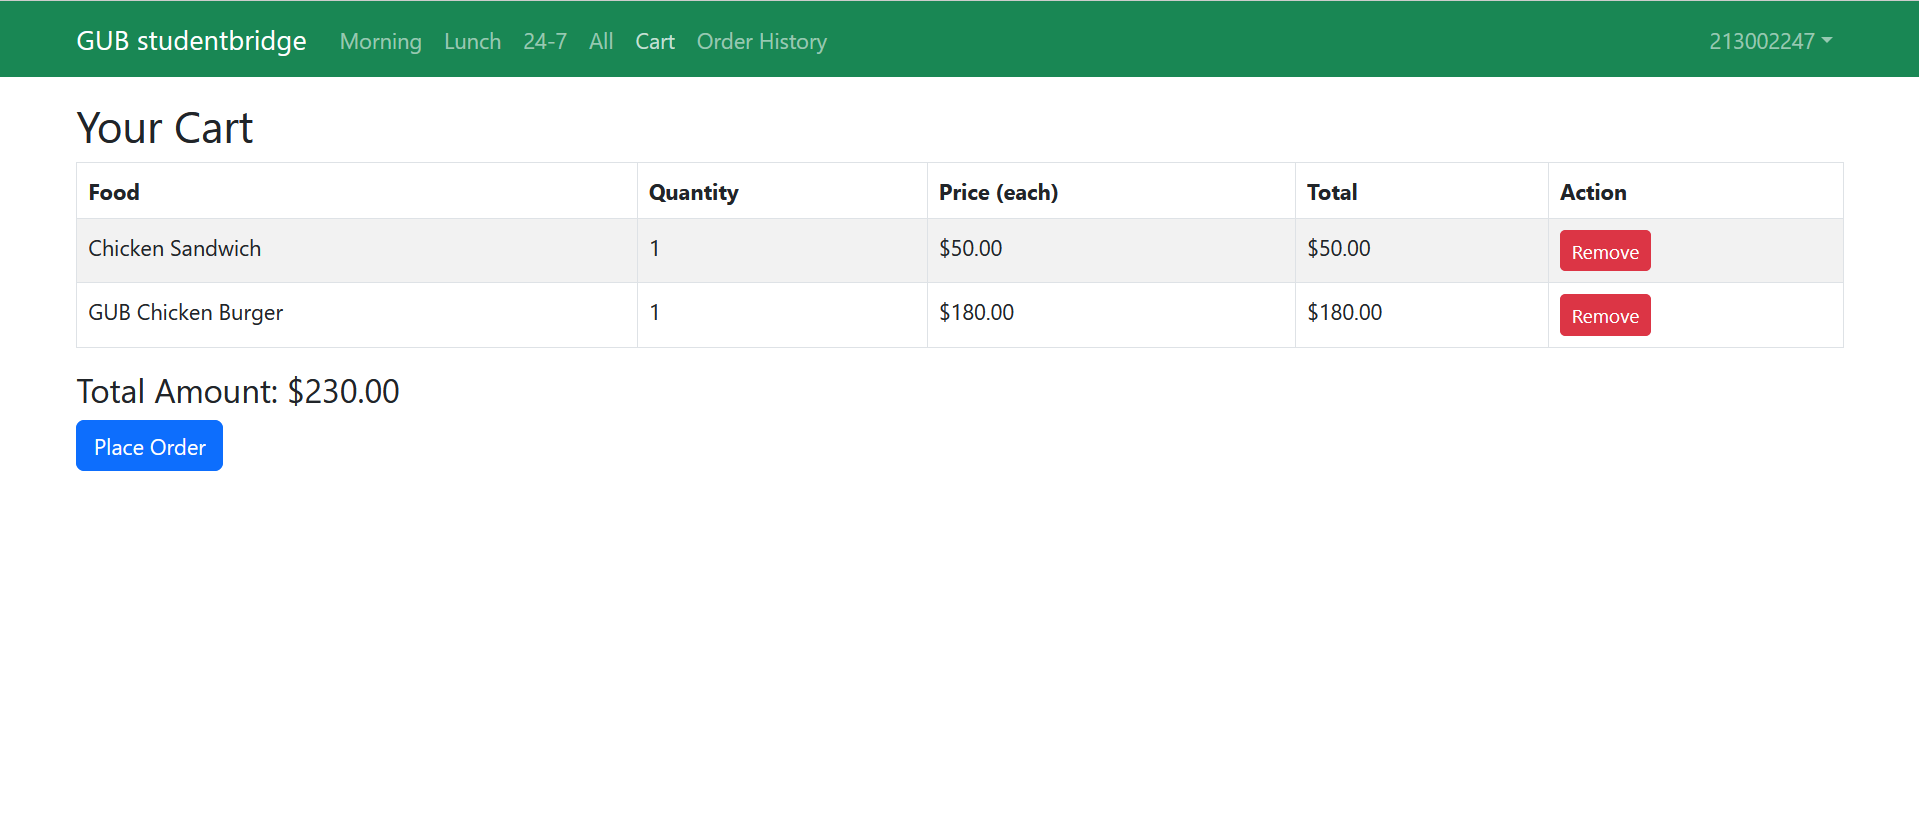 GUB studentbridge Morning Lunch 24-7 All Cart Order History 213002247
Your Cart
Food Quantity Price (each) Total Action
Chicken Sandwich 1 $50.00 $50.00 Remove
GUB Chicken Burger 1 $180.00 $180.00 Remove
Total Amount: $230.00
Place Order